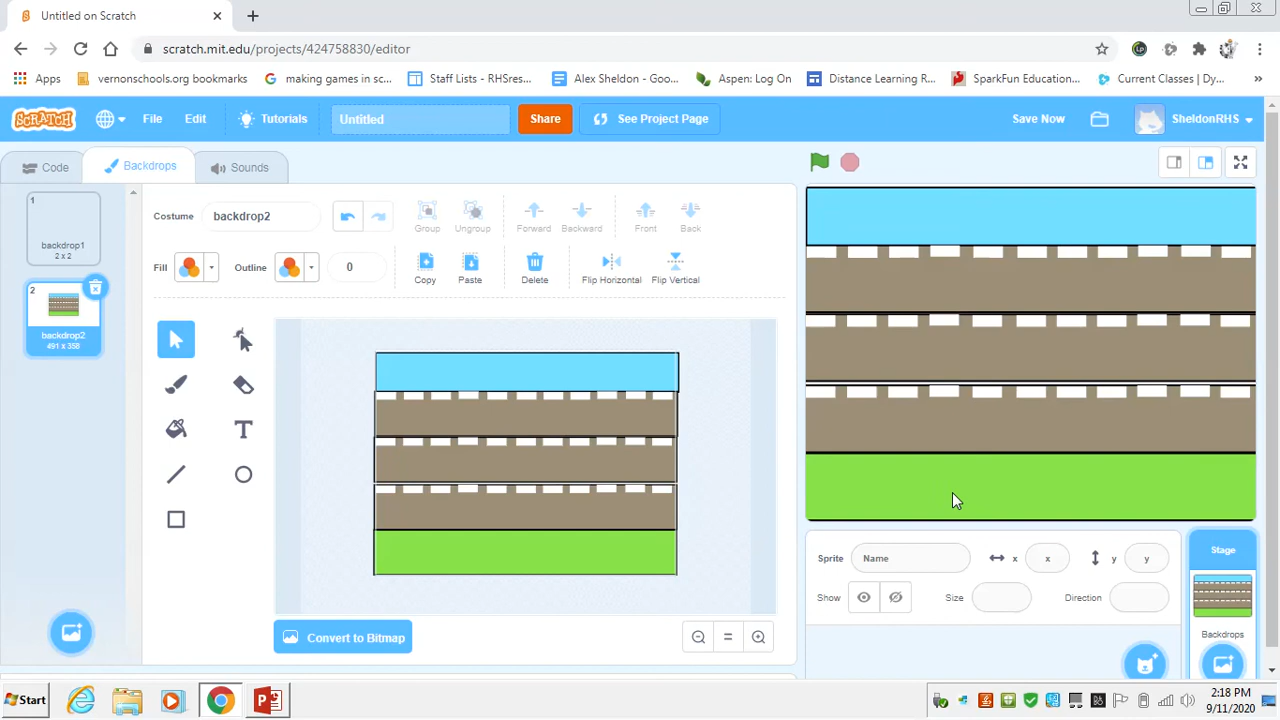 Untitled on Scratch
scratch.mit.edu/projects/424758830/editor
Apps vernonschools.org bookmarks making games in sc... Staff Lists - RHSres... Alex Sheldon - Goo... Aspen: Log On Distance Learning R... SparkFun Education... Current Classes | Dy... »
SCRATCH File Edit Tutorials Untitled Share See Project Page Save Now SheldonRHS
Code Backdrops Sounds
1
backdrop1
2 x 2
2
backdrop2
491 x 358
Costume backdrop2 Group Ungroup Forward Backward Front Back
Fill Outline 0 Copy Paste Delete Flip Horizontal Flip Vertical
T
Convert to Bitmap
Sprite Name x x y y
Show Size Direction
Stage
Backdrops
Start
2:18 PM
9/11/2020